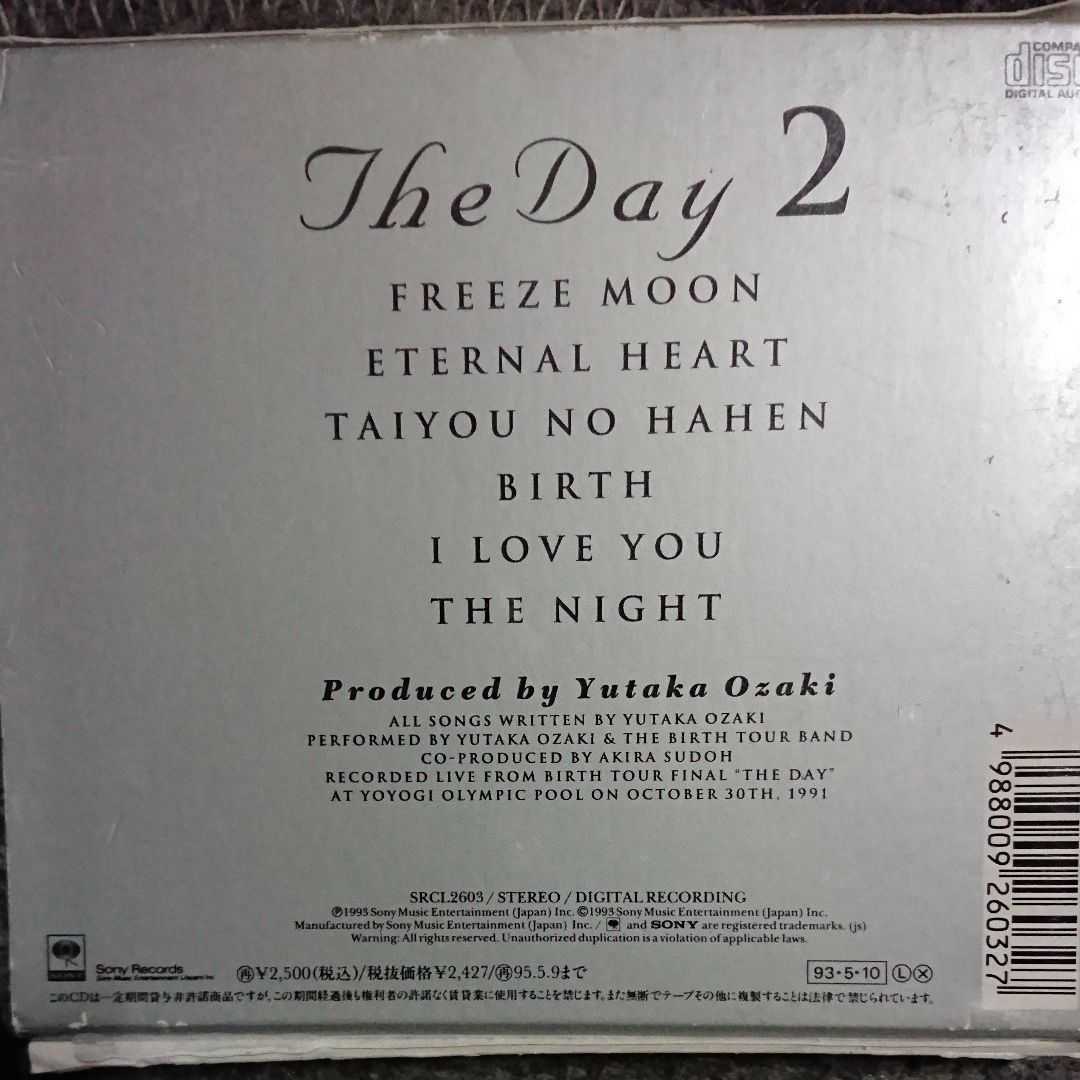 COMPA
disc
DIGITAL AU
The Day 2
FREEZE MOON
ETERNAL HEART
TAIYOU NO HAHEN
BIRTH
I LOVE YOU
THE NIGHT
Produced by Yutaka Ozaki
ALL SONGS WRITTEN BY YUTAKA OZAKI
PERFORMED BY YUTAKA OZAKI & THE BIRTH TOUR BAND
CO-PRODUCED BY AKIRA SUDOH
RECORDED LIVE FROM BIRTH TOUR FINAL "THE DAY"
AT YOYOGI OLYMPIC POOL ON OCTOBER 30TH, 1991
4 988009 260327
SRCL2603 / STEREO / DIGITAL RECORDING
Ⓟ1993 Sony Music Entertainment (Japan) Inc. ©1993 Sony Music Entertainment (Japan) Inc.
Manufactured by Sony Music Entertainment (Japan) Inc. / and SONY are registered trademarks. (js)
Warning: All rights reserved. Unauthorized duplication is a violation of applicable laws.
Sony Records
Sony Music Entertainment (Japan) Inc.
㊢¥2,500(税込)/税抜価格¥2,427/再95.5.9まで
93・5・10 Ⓛ Ⓧ
このCDは一定期間貸与非許諾商品ですが、この期間経過後も権利者の許諾なく賃貸業に使用することを禁じます。また無断でテープその他に複製することは法律で禁じられています。